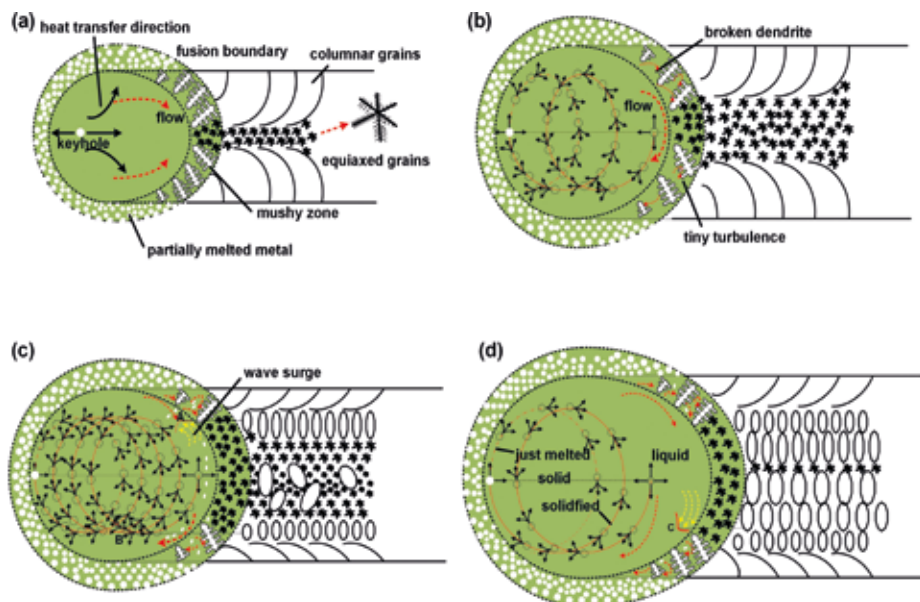 (a)
heat transfer direction
fusion boundary
columnar grains
flow
keyhole
equiaxed grains
mushy zone
partially melted metal
(b)
broken dendrite
flow
tiny turbulence
(c)
wave surge
B
(d)
just melted
liquid
solid
solidfied
C